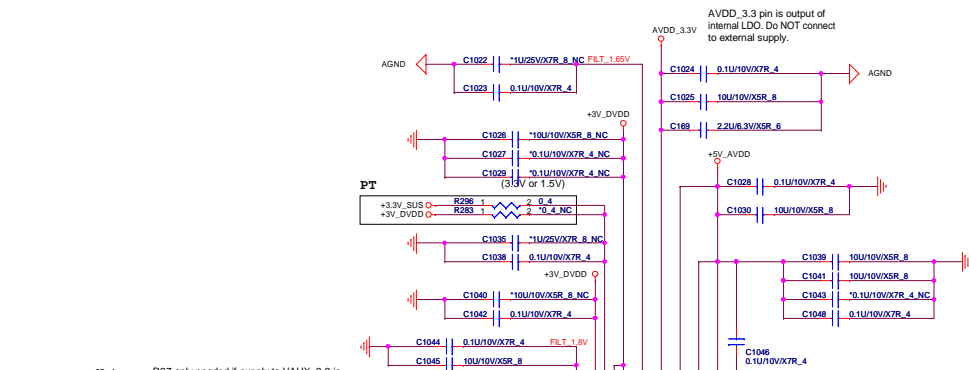 AVDD_3.3 pin is output of
internal LDO. Do NOT connect
to external supply.
AVDD_3.3V
AGND
C1022 *1U/25V/X7R_8_NC FILT_1.65V
C1023 0.1U/10V/X7R_4
C1024 0.1U/10V/X7R_4
AGND
C1025 10U/10V/X5R_8
C169 2.2U/6.3V/X5R_6
+3V_DVDD
C1026 *10U/10V/X5R_8_NC
C1027 *0.1U/10V/X7R_4_NC
C1029 *0.1U/10V/X7R_4_NC
(3.3V or 1.5V)
+5V_AVDD
C1028 0.1U/10V/X7R_4
C1030 10U/10V/X5R_8
PT
+3.3V_SUS R296 1 2 0_4
+3V_DVDD R283 1 2 *0_4_NC
C1035 *1U/25V/X7R_8_NC
C1038 0.1U/10V/X7R_4
+3V_DVDD
C1039 10U/10V/X5R_8
C1041 10U/10V/X5R_8
C1043 *0.1U/10V/X7R_4_NC
C1048 0.1U/10V/X7R_4
C1040 *10U/10V/X5R_8_NC
C1042 0.1U/10V/X7R_4
C1044 0.1U/10V/X7R_4 FILT_1.8V
C1045 10U/10V/X5R_8
C1046
0.1U/10V/X7R_4